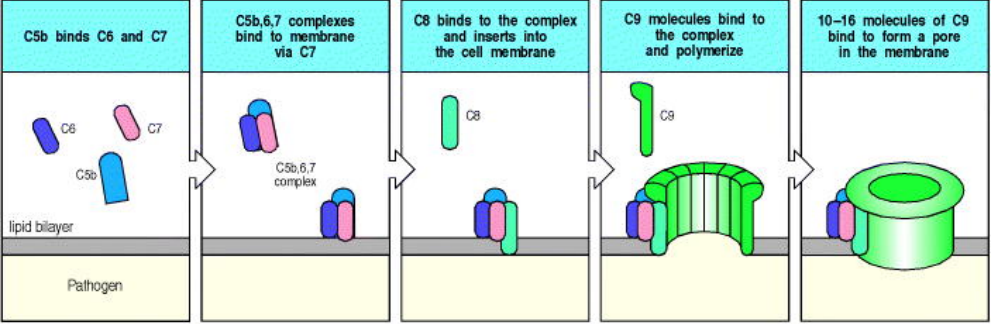 C5b binds C6 and C7
C5b,6,7 complexes
bind to membrane
via C7
C8 binds to the complex
and inserts into
the cell membrane
C9 molecules bind to
the complex
and polymerize
10–16 molecules of C9
bind to form a pore
in the membrane
C6
C7
C5b
lipid bilayer
Pathogen
C5b,6,7
complex
C8
C9